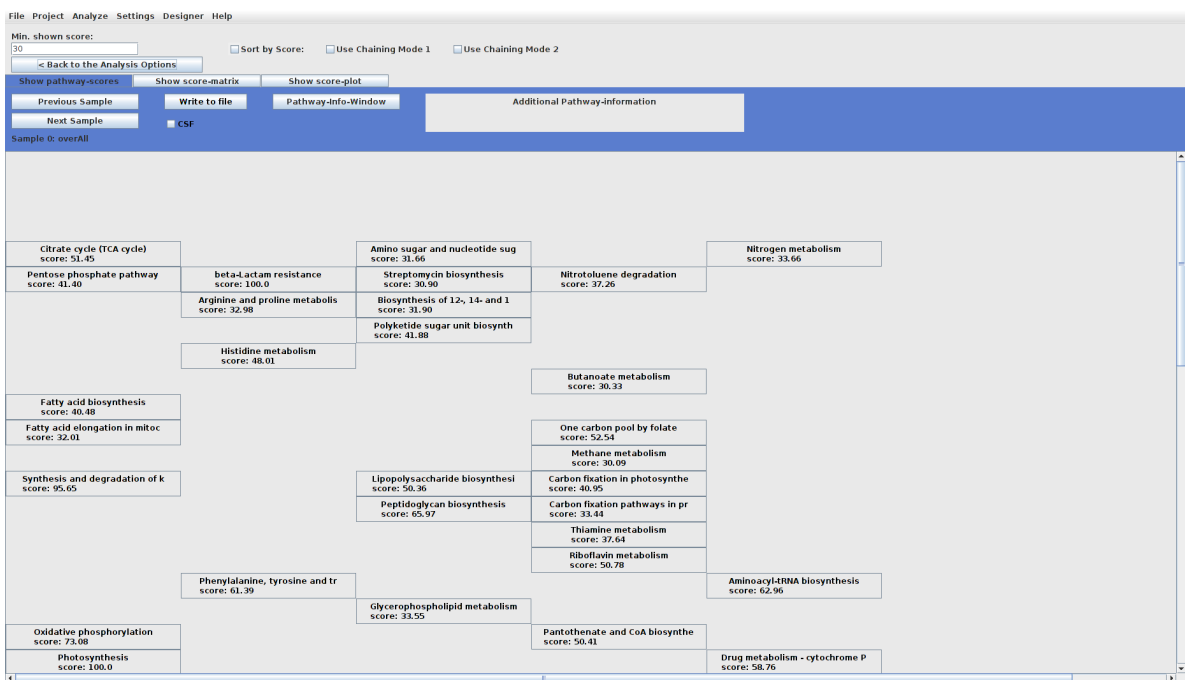 File Project Analyze Settings Designer Help
Min. shown score:
30
Sort by Score: Use Chaining Mode 1 Use Chaining Mode 2
< Back to the Analysis Options
Show pathway-scores Show score-matrix Show score-plot
Previous Sample Write to file Pathway-Info-Window Additional Pathway-information
Next Sample CSF
Sample 0: overAll
Citrate cycle (TCA cycle) Amino sugar and nucleotide sug Nitrogen metabolism
score: 51.45 score: 31.66 score: 33.66
Pentose phosphate pathway beta-Lactam resistance Streptomycin biosynthesis Nitrotoluene degradation
score: 41.40 score: 100.0 score: 30.90 score: 37.26
Arginine and proline metabolis Biosynthesis of 12-, 14- and 1
score: 32.98 score: 31.90
Polyketide sugar unit biosynth
score: 41.88
Histidine metabolism
score: 48.01
Butanoate metabolism
score: 30.33
Fatty acid biosynthesis
score: 40.48
Fatty acid elongation in mitoc One carbon pool by folate
score: 32.01 score: 52.54
Methane metabolism
score: 30.09
Synthesis and degradation of k Lipopolysaccharide biosynthesi Carbon fixation in photosynthe
score: 95.65 score: 50.36 score: 40.95
Peptidoglycan biosynthesis Carbon fixation pathways in pr
score: 65.97 score: 33.44
Thiamine metabolism
score: 37.64
Riboflavin metabolism
score: 50.78
Phenylalanine, tyrosine and tr Aminoacyl-tRNA biosynthesis
score: 61.39 score: 62.96
Glycerophospholipid metabolism
score: 33.55
Oxidative phosphorylation Pantothenate and CoA biosynthe
score: 73.08 score: 50.41
Photosynthesis Drug metabolism - cytochrome P
score: 100.0 score: 58.76